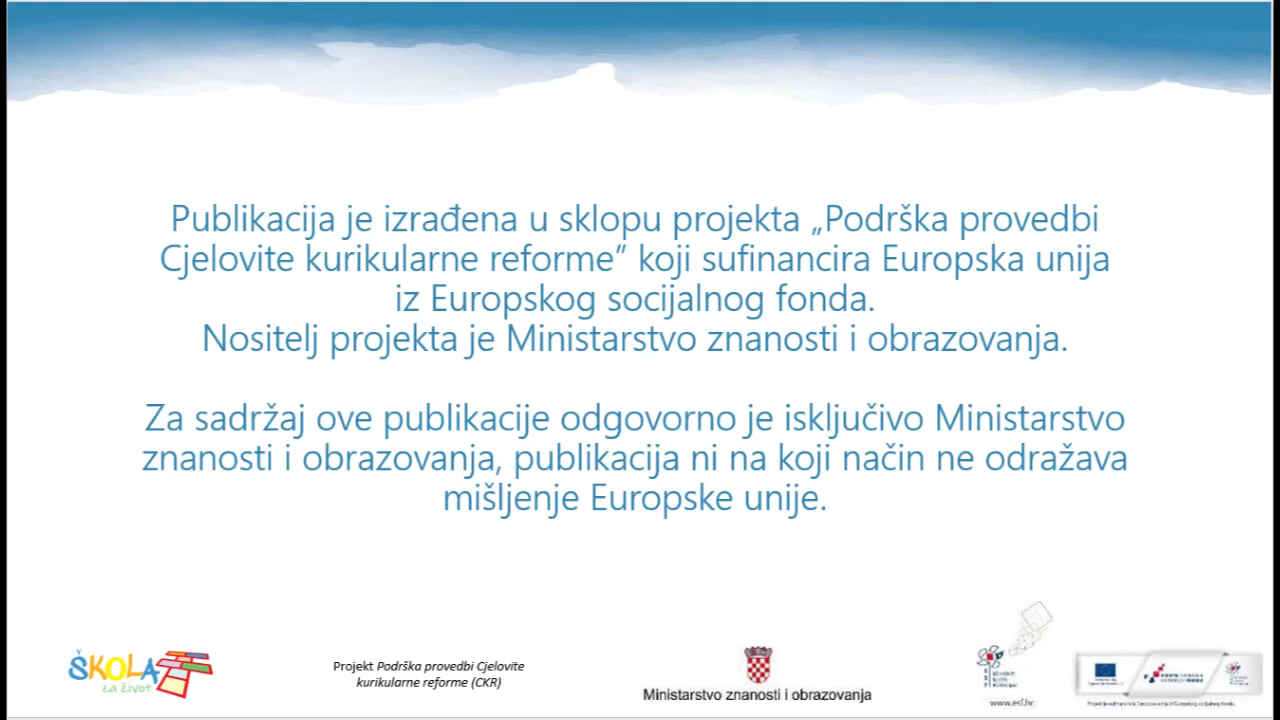 Publikacija je izrađena u sklopu projekta „Podrška provedbi
Cjelovite kurikularne reforme” koji sufinancira Europska unija
iz Europskog socijalnog fonda.
Nositelj projekta je Ministarstvo znanosti i obrazovanja.
Za sadržaj ove publikacije odgovorno je isključivo Ministarstvo
znanosti i obrazovanja, publikacija ni na koji način ne odražava
mišljenje Europske unije.
ŠKOLA
za život
Projekt Podrška provedbi Cjelovite
kurikularne reforme (CKR)
Ministarstvo znanosti i obrazovanja
www.esf.hr